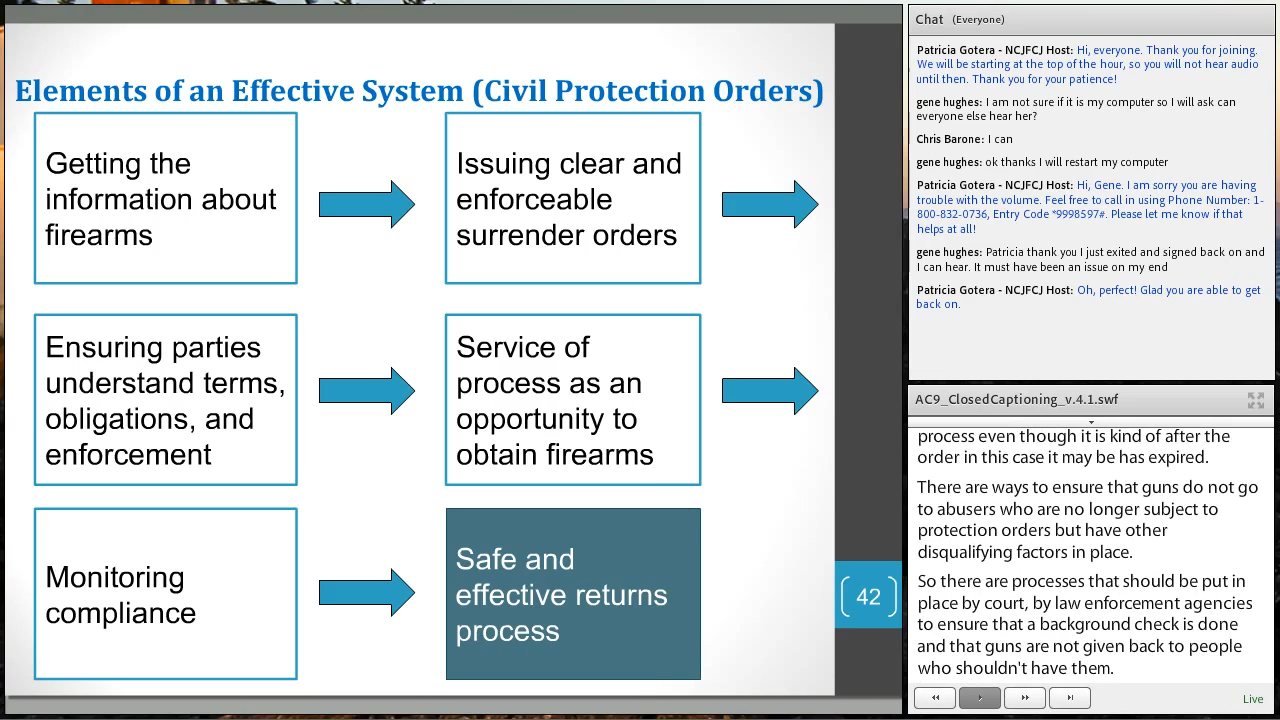 Elements of an Effective System (Civil Protection Orders)
Getting the
information about
firearms
Issuing clear and
enforceable
surrender orders
Ensuring parties
understand terms,
obligations, and
enforcement
Service of
process as an
opportunity to
obtain firearms
Monitoring
compliance
Safe and
effective returns
process
42
Chat (Everyone)
Patricia Gotera - NCJFCJ Host: Hi, everyone. Thank you for joining.
We will be starting at the top of the hour, so you will not hear audio
until then. Thank you for your patience!
gene hughes: I am not sure if it is my computer so I will ask can
everyone else hear her?
Chris Barone: I can
gene hughes: ok thanks I will restart my computer
Patricia Gotera - NCJFCJ Host: Hi, Gene. I am sorry you are having
trouble with the volume. Feel free to call in using Phone Number: 1-
800-832-0736, Entry Code *9998597#. Please let me know if that
helps at all!
gene hughes: Patricia thank you I just exited and signed back on and
I can hear. It must have been an issue on my end
Patricia Gotera - NCJFCJ Host: Oh, perfect! Glad you are able to get
back on.
AC9_ClosedCaptioning_v.4.1.swf
process even though it is kind of after the
order in this case it may be has expired.
There are ways to ensure that guns do not go
to abusers who are no longer subject to
protection orders but have other
disqualifying factors in place.
So there are processes that should be put in
place by court, by law enforcement agencies
to ensure that a background check is done
and that guns are not given back to people
who shouldn't have them.
Live